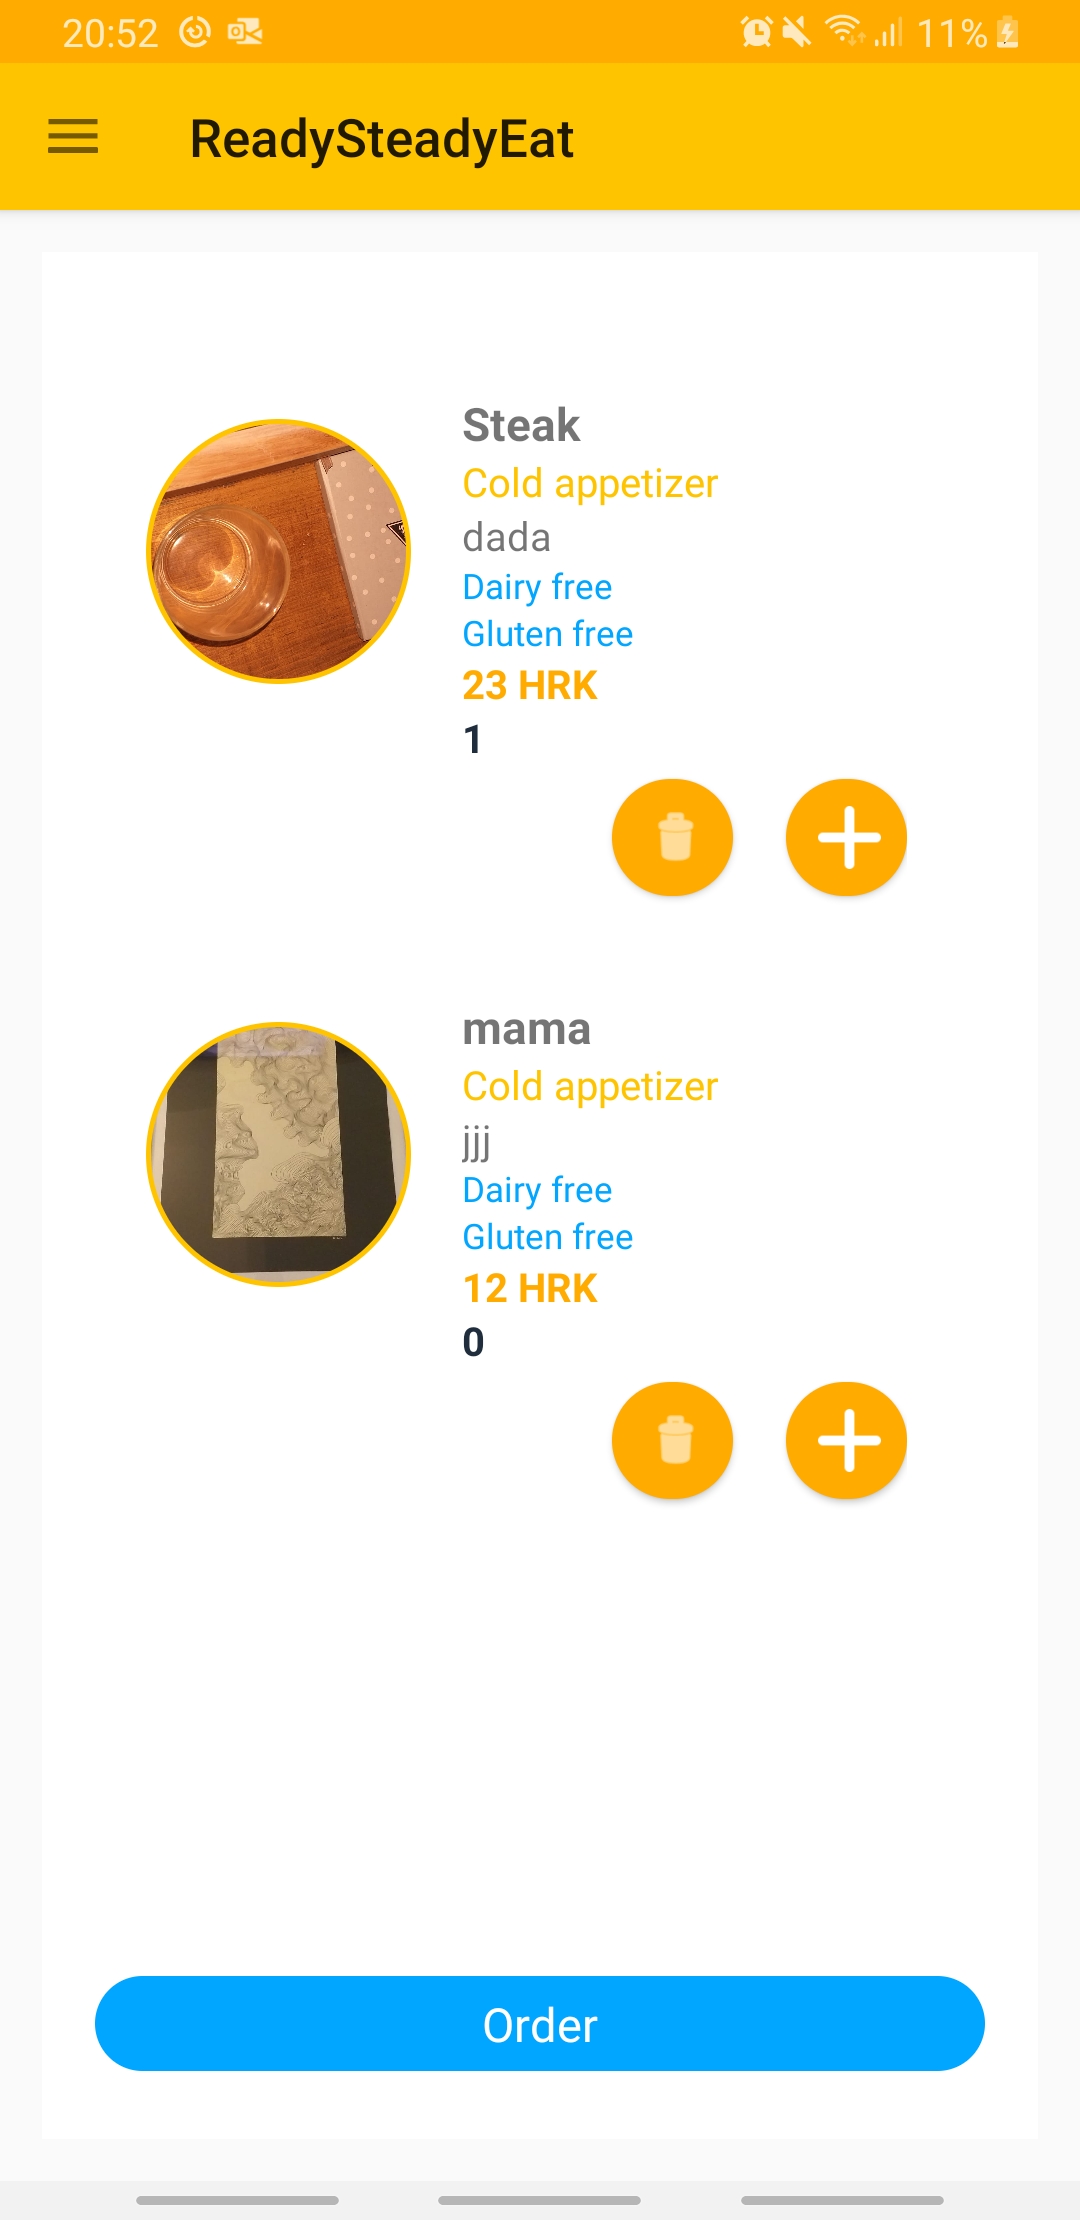 20:52 11%
ReadySteadyEat
Steak
Cold appetizer
dada
Dairy free
Gluten free
23 HRK
1
mama
Cold appetizer
jjj
Dairy free
Gluten free
12 HRK
0
Order